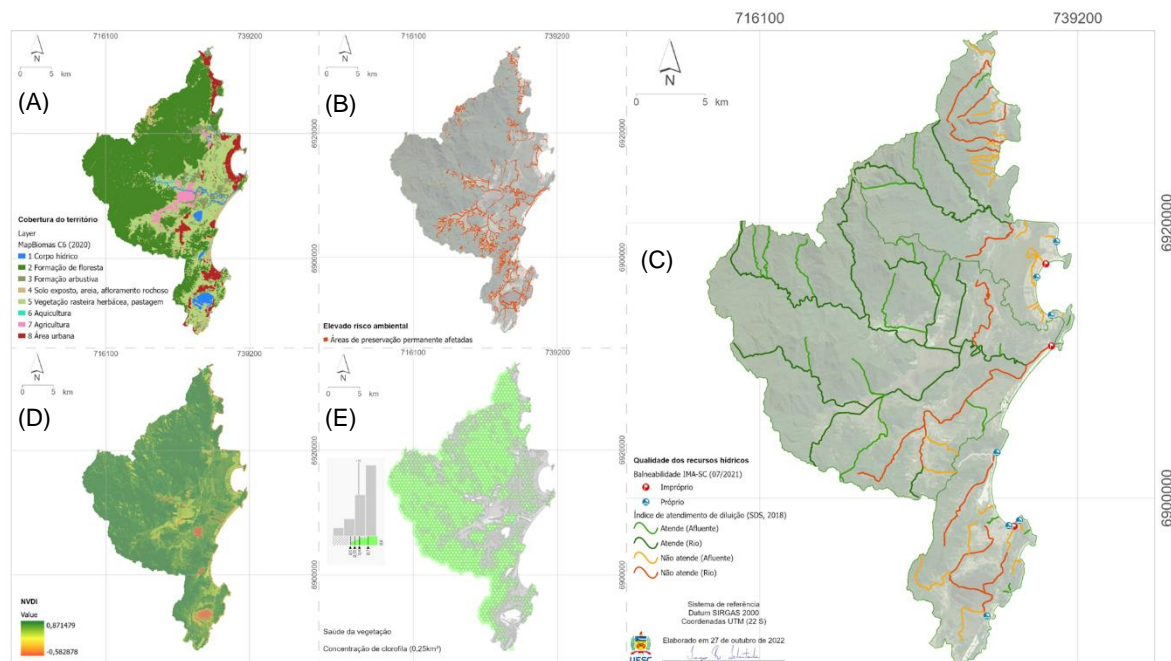 716100
739200
N
0 5 km
(A)
6920000
6900000
Cobertura do território
Layer
MapBiomas C6 (2020)
1 Corpo hídrico
2 Formação de floresta
3 Formação arbustiva
4 Solo exposto, areia, afloramento rochoso
5 Vegetação rasteira herbácea, pastagem
6 Aquicultura
7 Agricultura
8 Área urbana
716100
739200
N
0 5 km
(B)
Elevado risco ambiental
Áreas de preservação permanente afetadas
716100
739200
N
0 5 km
(C)
6920000
6900000
Qualidade dos recursos hídricos
Balneabilidade IMA-SC (07/2021)
Impróprio
Próprio
Índice de atendimento de diluição (SDS, 2018)
Atende (Afluente)
Atende (Rio)
Não atende (Afluente)
Não atende (Rio)
Sistema de referência
Datum SIRGAS 2000
Coordenadas UTM (22 S)
Elaborado em 27 de outubro de 2022
UFSC
716100
739200
N
0 5 km
(D)
6920000
6900000
NVDI
Value
0,871479
-0,582878
716100
739200
N
0 5 km
(E)
Saúde da vegetação
Concentração de clorofila (0.25km²)